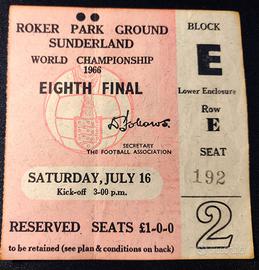 ROKER PARK GROUND
SUNDERLAND
WORLD CHAMPIONSHIP
1966
EIGHTH FINAL
D. Follows.
SECRETARY
THE FOOTBALL ASSOCIATION
SATURDAY, JULY 16
Kick-off 3-00 p.m.
RESERVED SEATS £1-0-0
to be retained (see plan & conditions on back)
BLOCK
E
Lower Enclosure
Row
E
SEAT
192
2